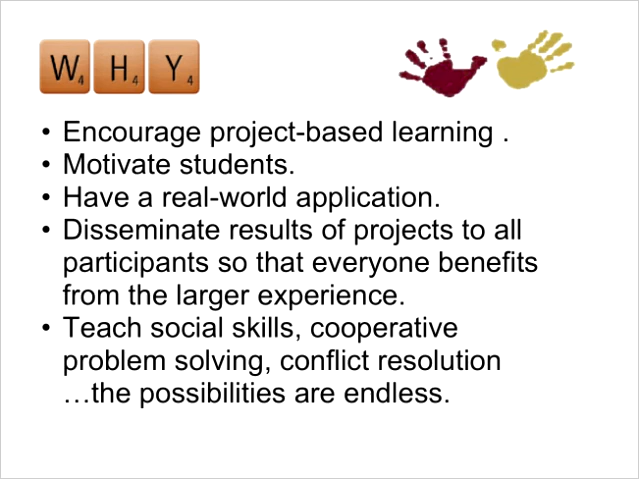 W4 H4 Y4
• Encourage project-based learning .
• Motivate students.
• Have a real-world application.
• Disseminate results of projects to all
participants so that everyone benefits
from the larger experience.
• Teach social skills, cooperative
problem solving, conflict resolution
…the possibilities are endless.